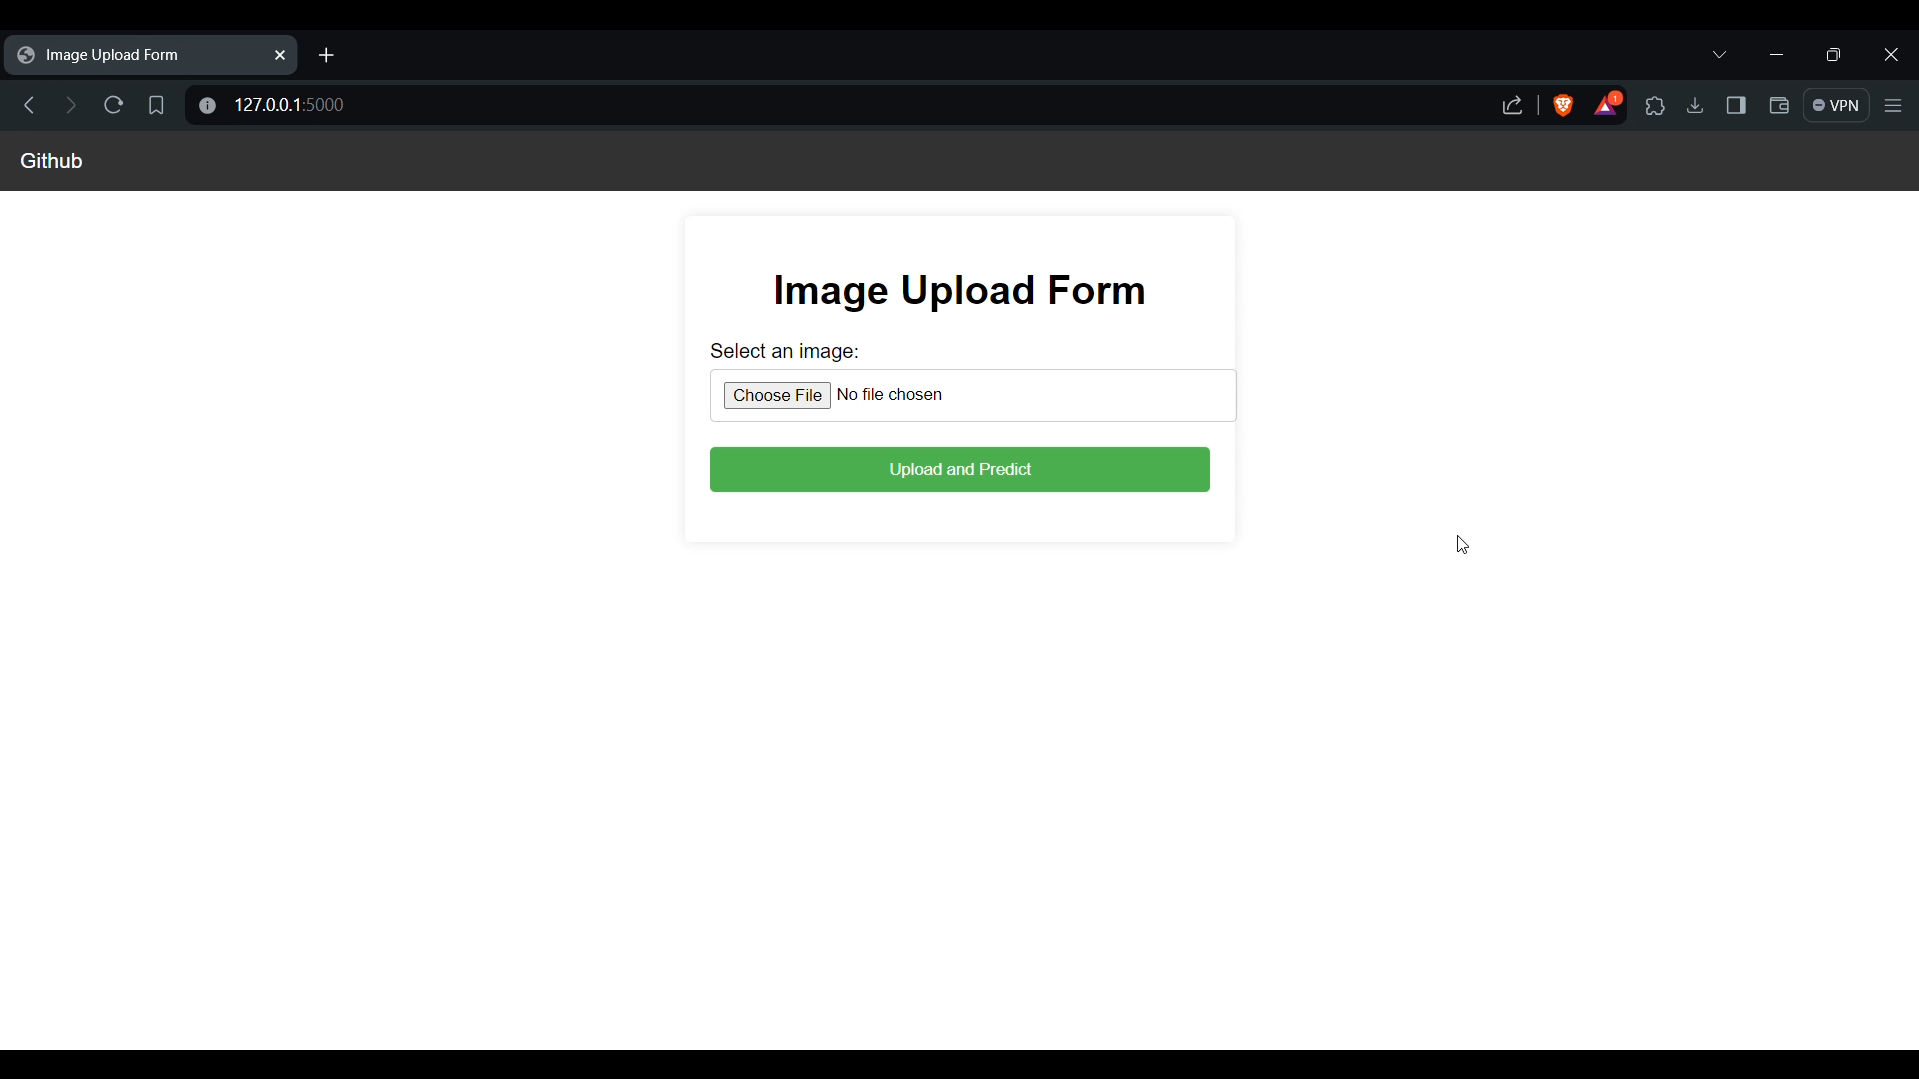 Image Upload Form
127.0.0.1:5000
1
VPN
Github
Image Upload Form
Select an image:
Choose File No file chosen
Upload and Predict